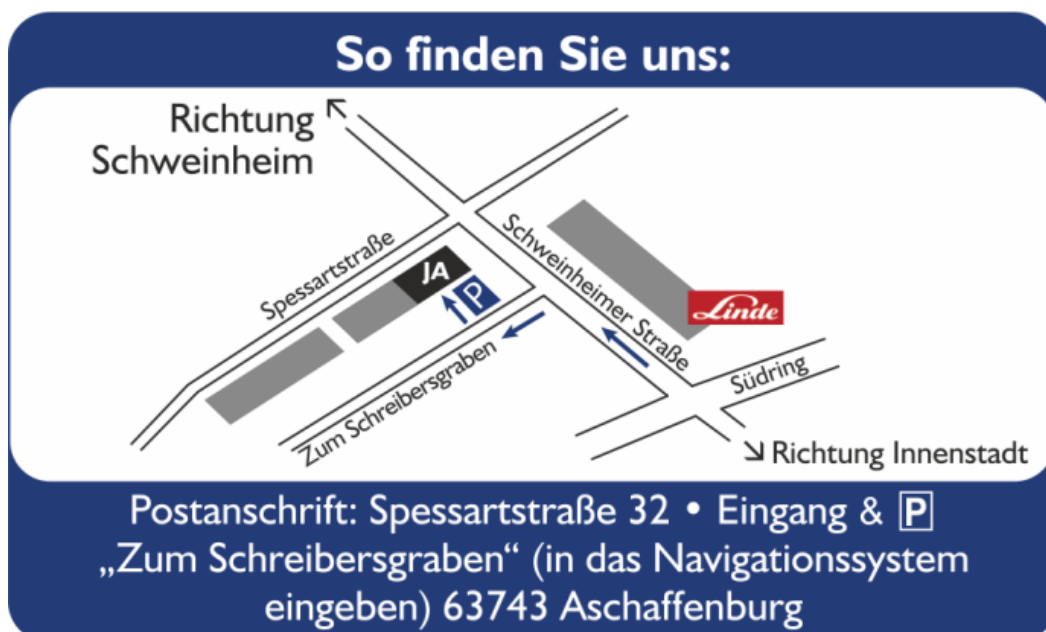 So finden Sie uns:
Richtung
Schweinheim
Spessartstraße
JA
P
Schweinheimer Straße
Linde
Zum Schreibersgraben
Südring
Richtung Innenstadt
Postanschrift: Spessartstraße 32 • Eingang & P
„Zum Schreibersgraben“ (in das Navigationssystem
eingeben) 63743 Aschaffenburg